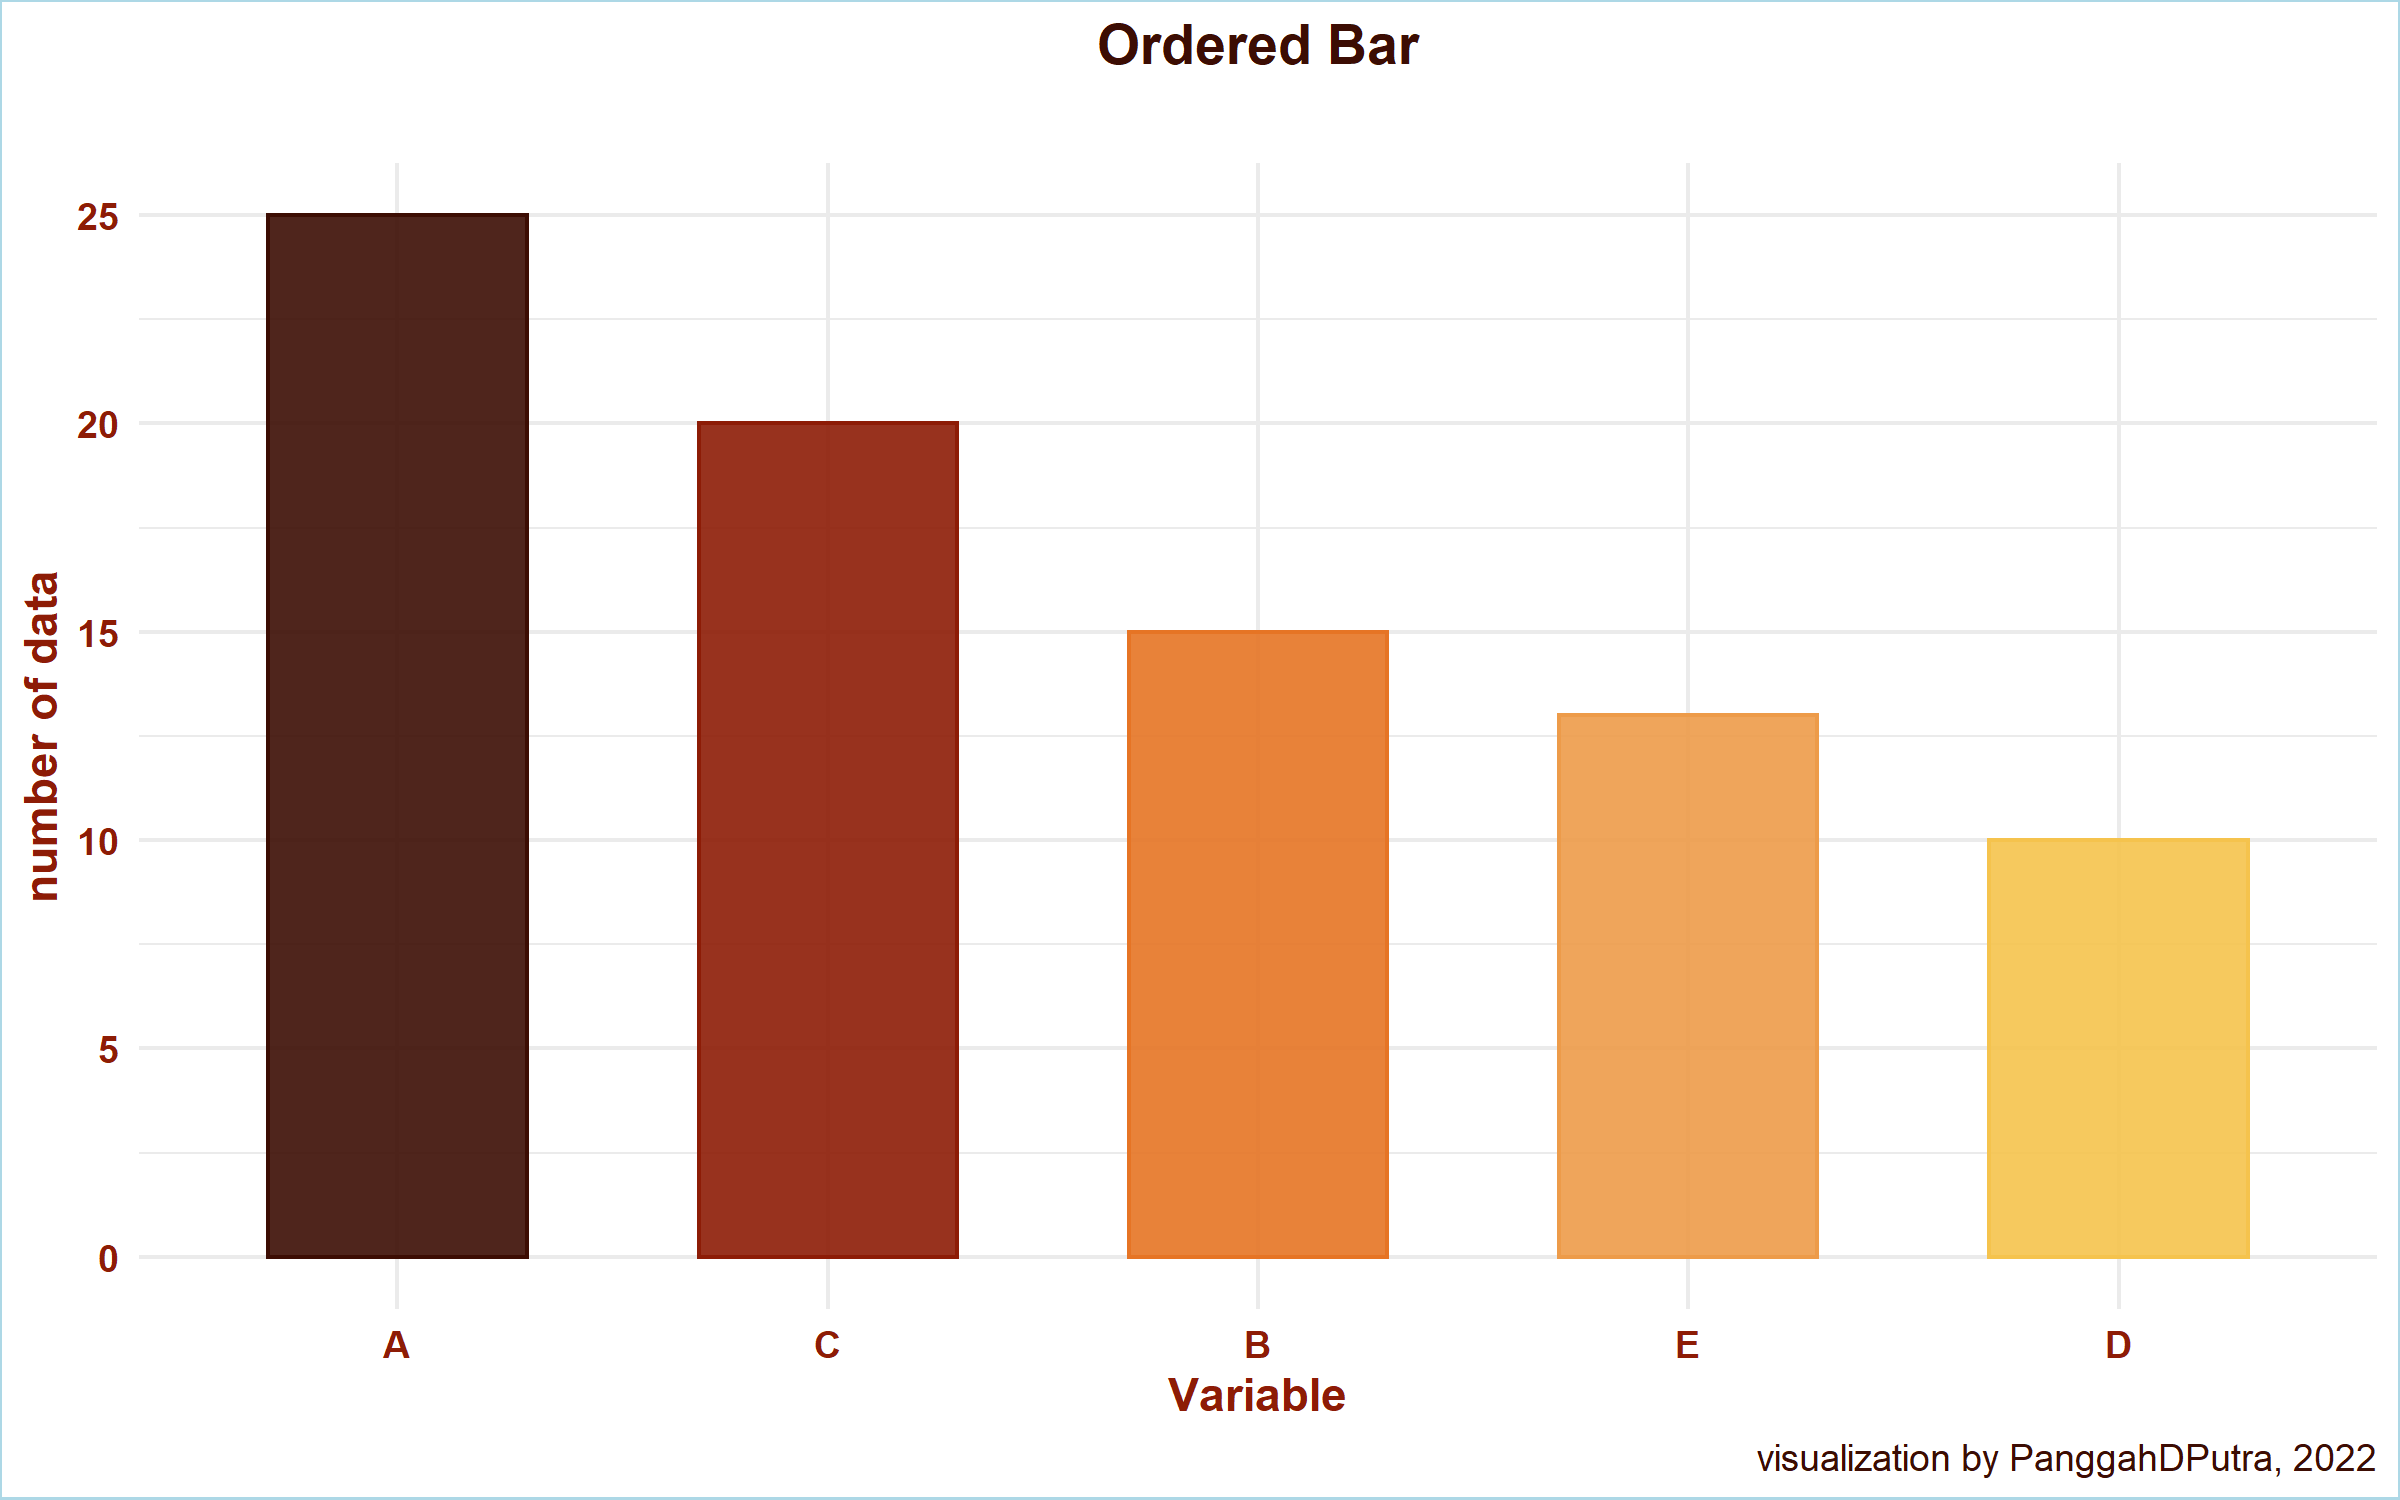 Ordered Bar
number of data
25
20
15
10
5
0
A C B E D
Variable
visualization by PanggahDPutra, 2022